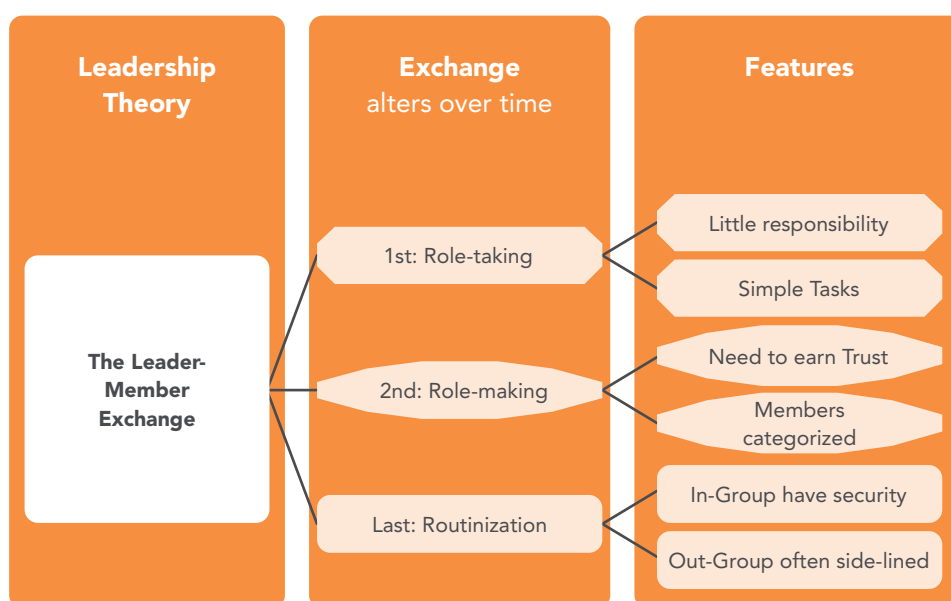 Leadership
Theory
Exchange
alters over time
Features
The Leader-
Member
Exchange
1st: Role-taking
2nd: Role-making
Last: Routinization
Little responsibility
Simple Tasks
Need to earn Trust
Members
categorized
In-Group have security
Out-Group often side-lined